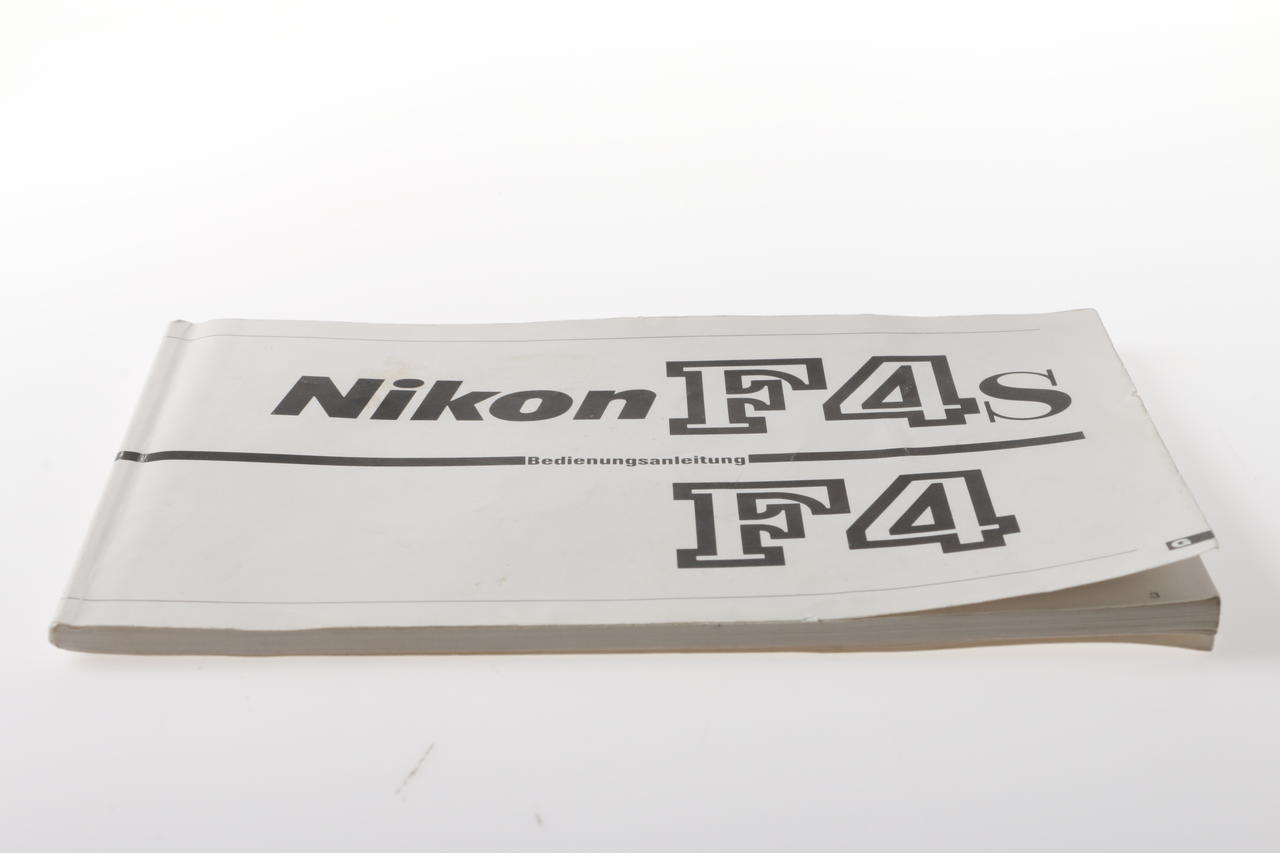 Nikon F4s
Bedienungsanleitung
F4
G